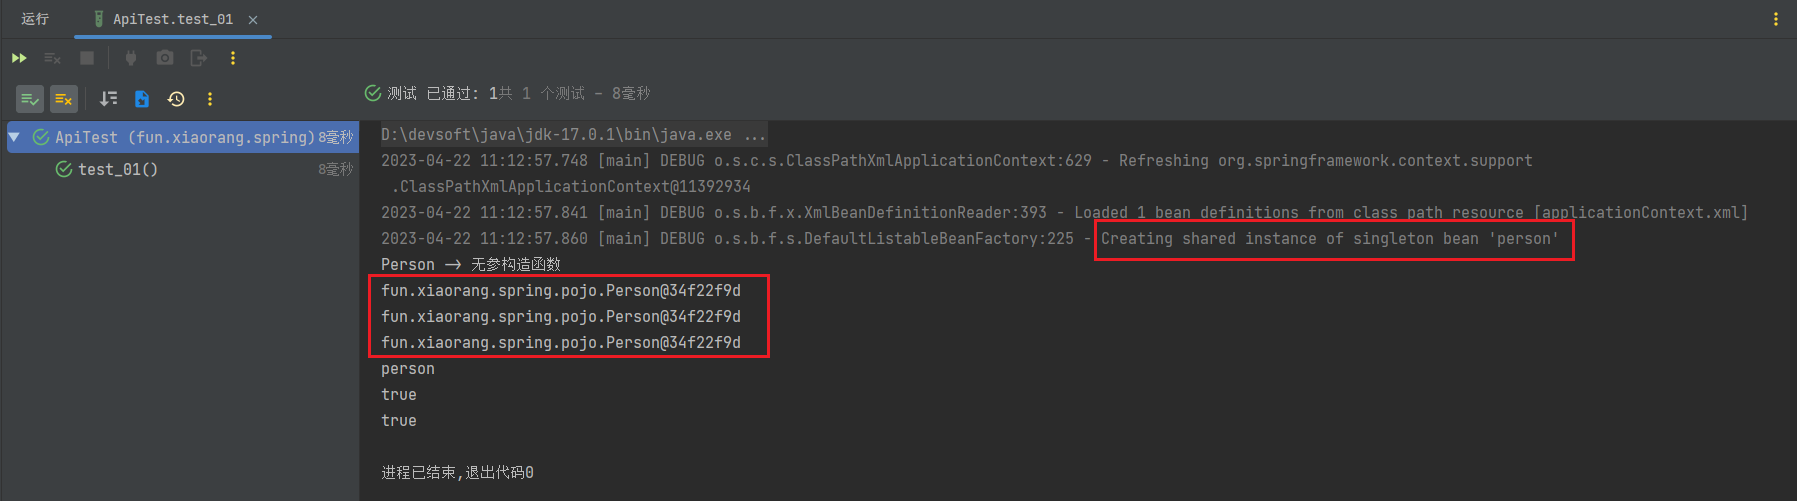 运行 ApiTest.test_01 ×
测试 已通过: 1共 1 个测试 – 8毫秒
ApiTest (fun.xiaorang.spring) 8毫秒
test_01() 8毫秒
D:\devsoft\java\jdk-17.0.1\bin\java.exe ...
2023-04-22 11:12:57.748 [main] DEBUG o.s.c.s.ClassPathXmlApplicationContext:629 - Refreshing org.springframework.context.support
.ClassPathXmlApplicationContext@11392934
2023-04-22 11:12:57.841 [main] DEBUG o.s.b.f.x.XmlBeanDefinitionReader:393 - Loaded 1 bean definitions from class path resource [applicationContext.xml]
2023-04-22 11:12:57.860 [main] DEBUG o.s.b.f.s.DefaultListableBeanFactory:225 - Creating shared instance of singleton bean 'person'
Person -> 无参构造函数
fun.xiaorang.spring.pojo.Person@34f22f9d
fun.xiaorang.spring.pojo.Person@34f22f9d
fun.xiaorang.spring.pojo.Person@34f22f9d
person
true
true
进程已结束,退出代码0